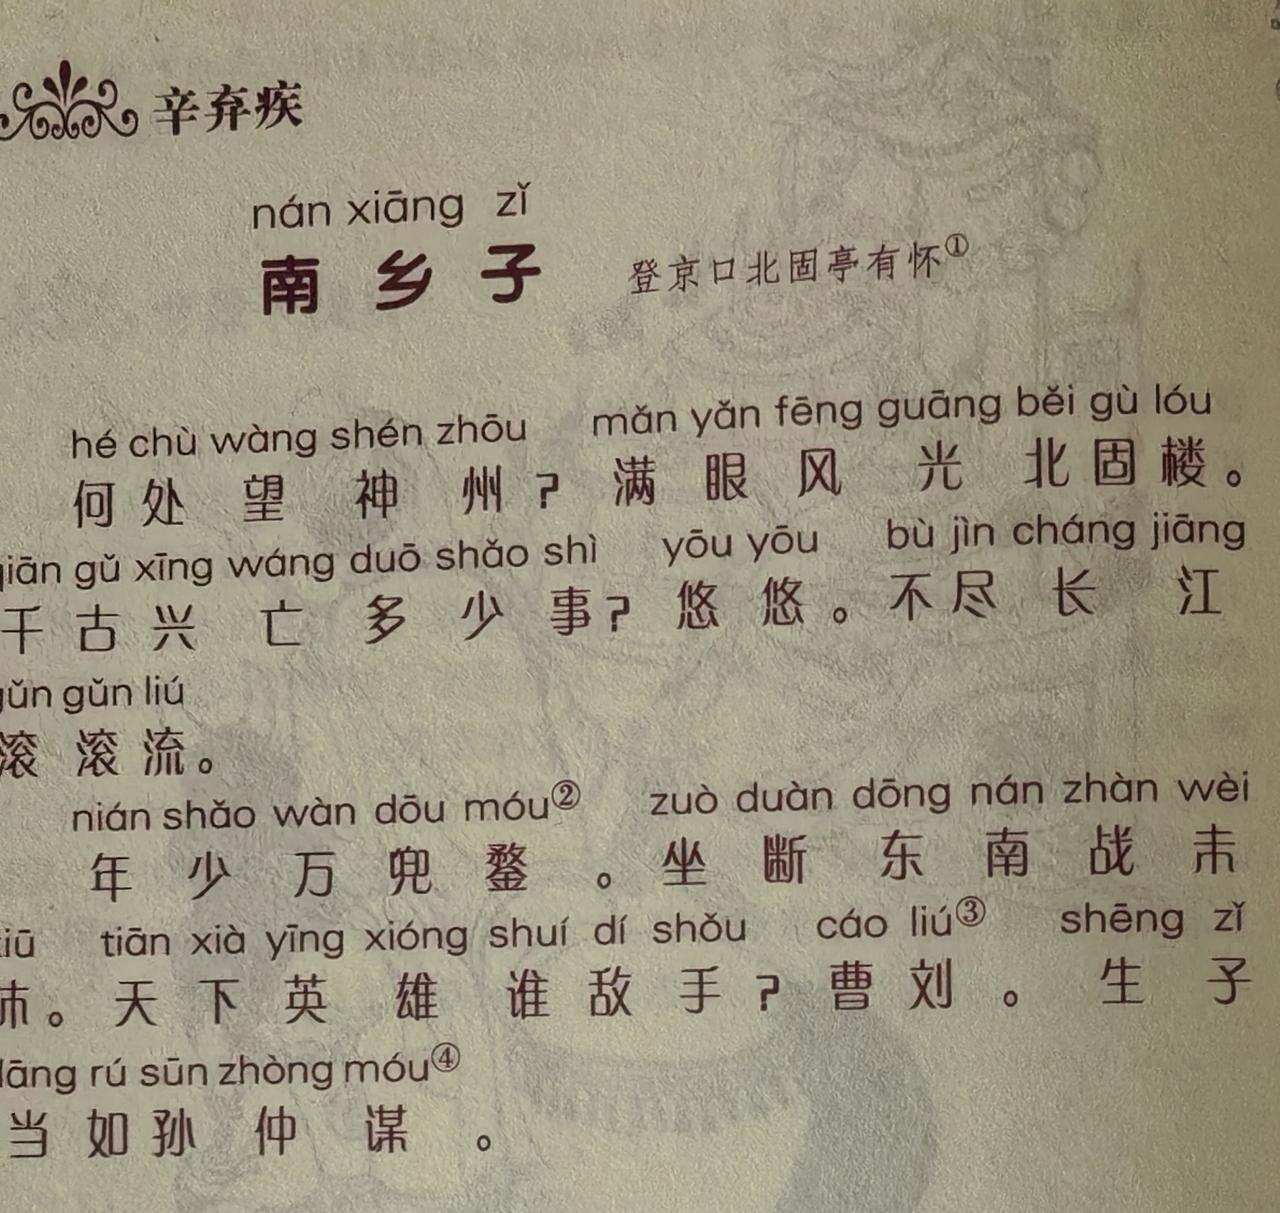 辛弃疾
nán xiāng zǐ
南乡子 登京口北固亭有怀①
hé chù wàng shén zhōu mǎn yǎn fēng guāng běi gù lóu
何处望神州？满眼风光北固楼。
qiān gǔ xīng wáng duō shǎo shì yōu yōu bù jìn cháng jiāng
千古兴亡多少事？悠悠。不尽长江
gǔn gǔn liú
滚滚流。
nián shǎo wàn dōu móu② zuò duàn dōng nán zhàn wèi
年少万兜鍪。坐断东南战未
xiū tiān xià yīng xióng shuí dí shǒu cáo liú③ shēng zǐ
休。天下英雄谁敌手？曹刘。生子
dāng rú sūn zhòng móu④
当如孙仲谋。